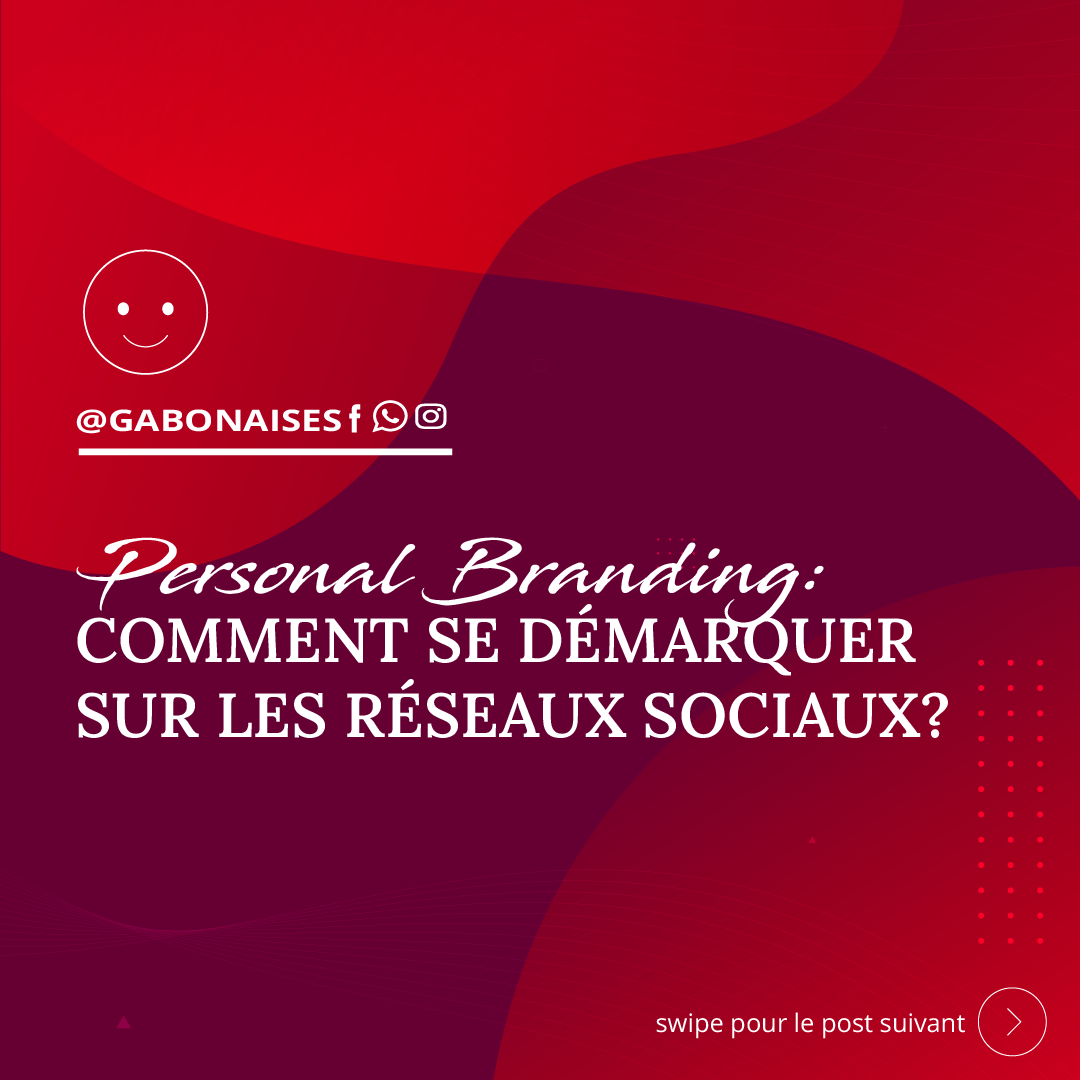 @GABONAISES
Personal Branding:
COMMENT SE DÉMARQUER
SUR LES RÉSEAUX SOCIAUX?
swipe pour le post suivant